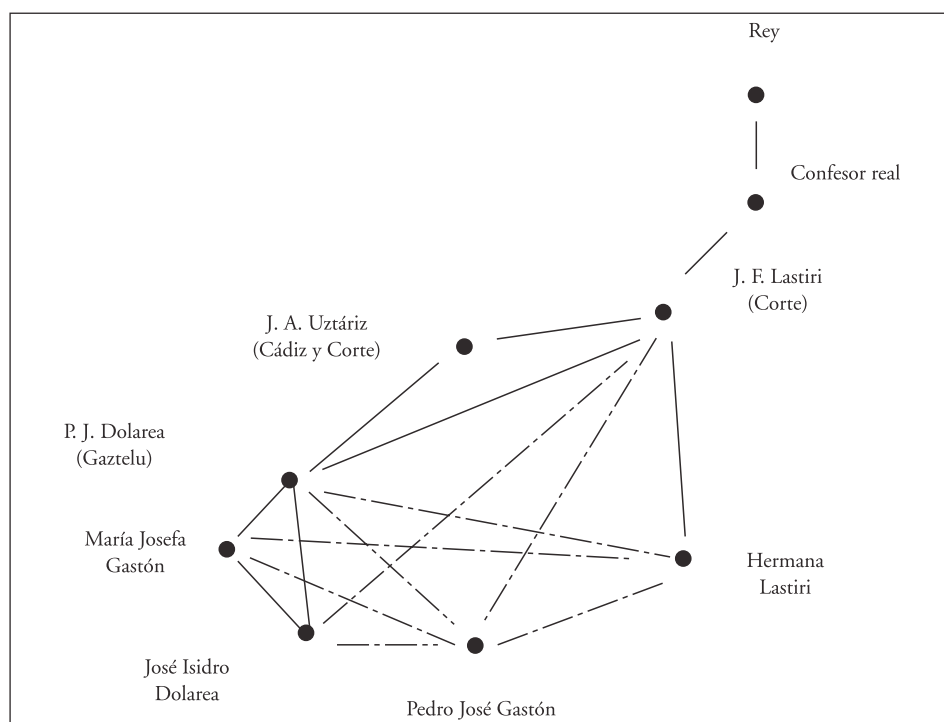 Rey
Confesor real
J. F. Lastiri
(Corte)
J. A. Uztáriz
(Cádiz y Corte)
P. J. Dolarea
(Gaztelu)
María Josefa
Gastón
Hermana
Lastiri
José Isidro
Dolarea
Pedro José Gastón